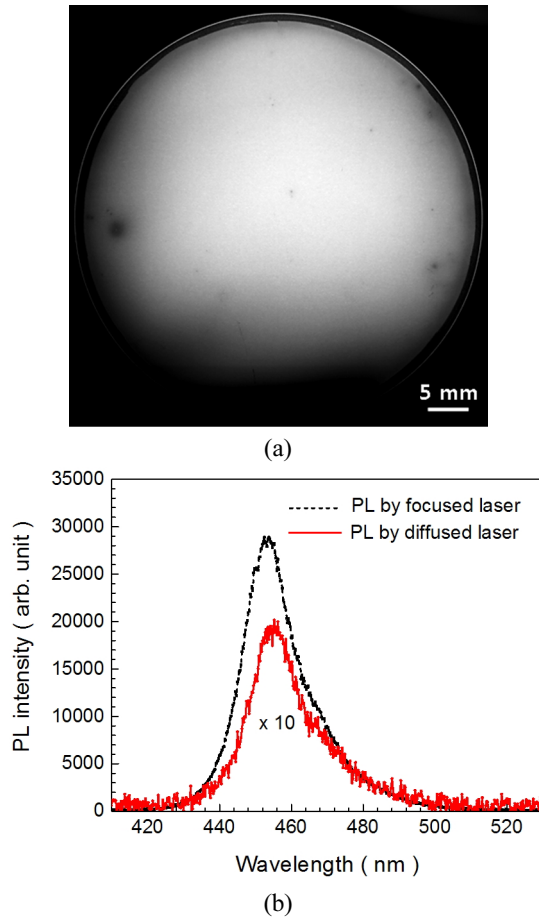 5 mm
(a)
35000
30000
25000
20000
15000
10000
5000
0
PL intensity ( arb. unit )
PL by focused laser
PL by diffused laser
x 10
420 440 460 480 500 520
Wavelength ( nm )
(b)